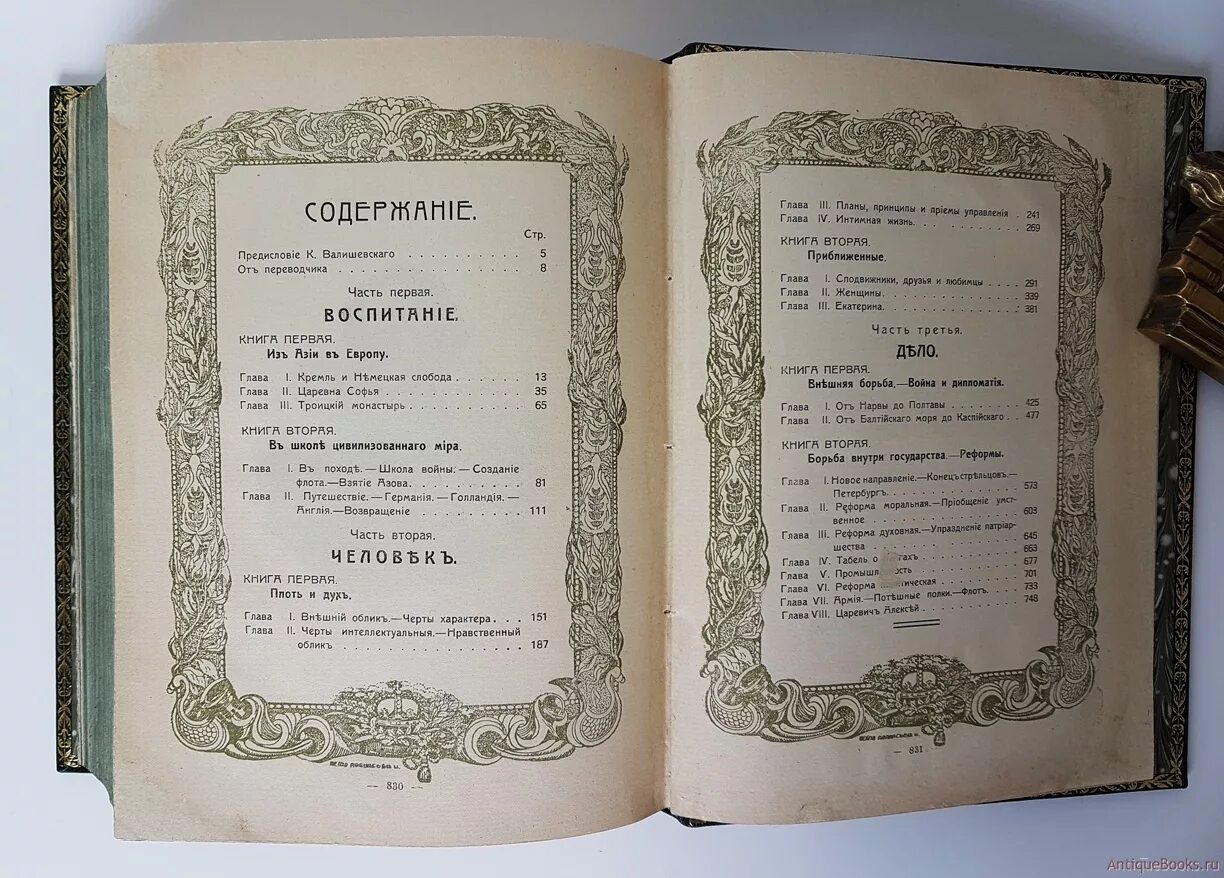 СОДЕРЖАНІЕ.
Стр.
Предисловіе К. Валишевскаго . . . . . . . . . . 5
Отъ переводчика . . . . . . . . . . . . . . . 8
Часть первая.
ВОСПИТАНІЕ.
КНИГА ПЕРВАЯ.
Изъ Азіи въ Европу.
Глава I. Кремль и Нѣмецкая слобода . . . . . . . 13
Глава II. Царевна Софья . . . . . . . . . . . . 35
Глава III. Троицкій монастырь . . . . . . . . . . 65
КНИГА ВТОРАЯ.
Въ школѣ цивилизованнаго міра.
Глава I. Въ походѣ.—Школа войны.—Созданіе
флота.—Взятіе Азова. . . . . . . . . . 81
Глава II. Путешествіе.—Германія.—Голландія.—
Англія.—Возвращеніе . . . . . . . . . 111
Часть вторая.
ЧЕЛОВѢКЪ.
КНИГА ПЕРВАЯ.
Плоть и духъ.
Глава I. Внѣшній обликъ.—Черты характера. . . 151
Глава II. Черты интеллектуальныя.—Нравственный
обликъ . . . . . . . . . . . . . . . . 187
— 830 —
Глава III. Планы, принципы и пріемы управленія . 241
Глава IV. Интимная жизнь. . . . . . . . . . . . 269
КНИГА ВТОРАЯ.
Приближенные.
Глава I. Сподвижники, друзья и любимцы . . . . 291
Глава II. Женщины. . . . . . . . . . . . . . . 339
Глава III. Екатерина. . . . . . . . . . . . . . . 381
Часть третья.
ДѢЛО.
КНИГА ПЕРВАЯ.
Внѣшняя борьба.—Война и дипломатія.
Глава I. Отъ Нарвы до Полтавы . . . . . . . . . 425
Глава II. Отъ Балтійскаго моря до Каспійскаго . . 477
КНИГА ВТОРАЯ.
Борьба внутри государства.—Реформы.
Глава I. Новое направленіе.—Конецъ стрѣльцовъ.—
Петербургъ. . . . . . . . . . . . . . . 573
Глава II. Реформа моральная.—Пріобщеніе умст-
венное . . . . . . . . . . . . . . . . 603
Глава III. Реформа духовная.—Упраздненіе патріар-
шества . . . . . . . . . . . . . . . . 645
Глава IV. Табель о . . . . . . . . . . . 663
Глава V. . . . . . . . . . . . 677
Глава VI. Реформа . . . . . . . . . . 701
Глава VII. Армія.—Потѣшные полки.—Флотъ. . . . 733
Глава VIII. Царевичъ Алексѣй . . . . . . . . . . 748
— 831 —
AntiqueBooks.ru